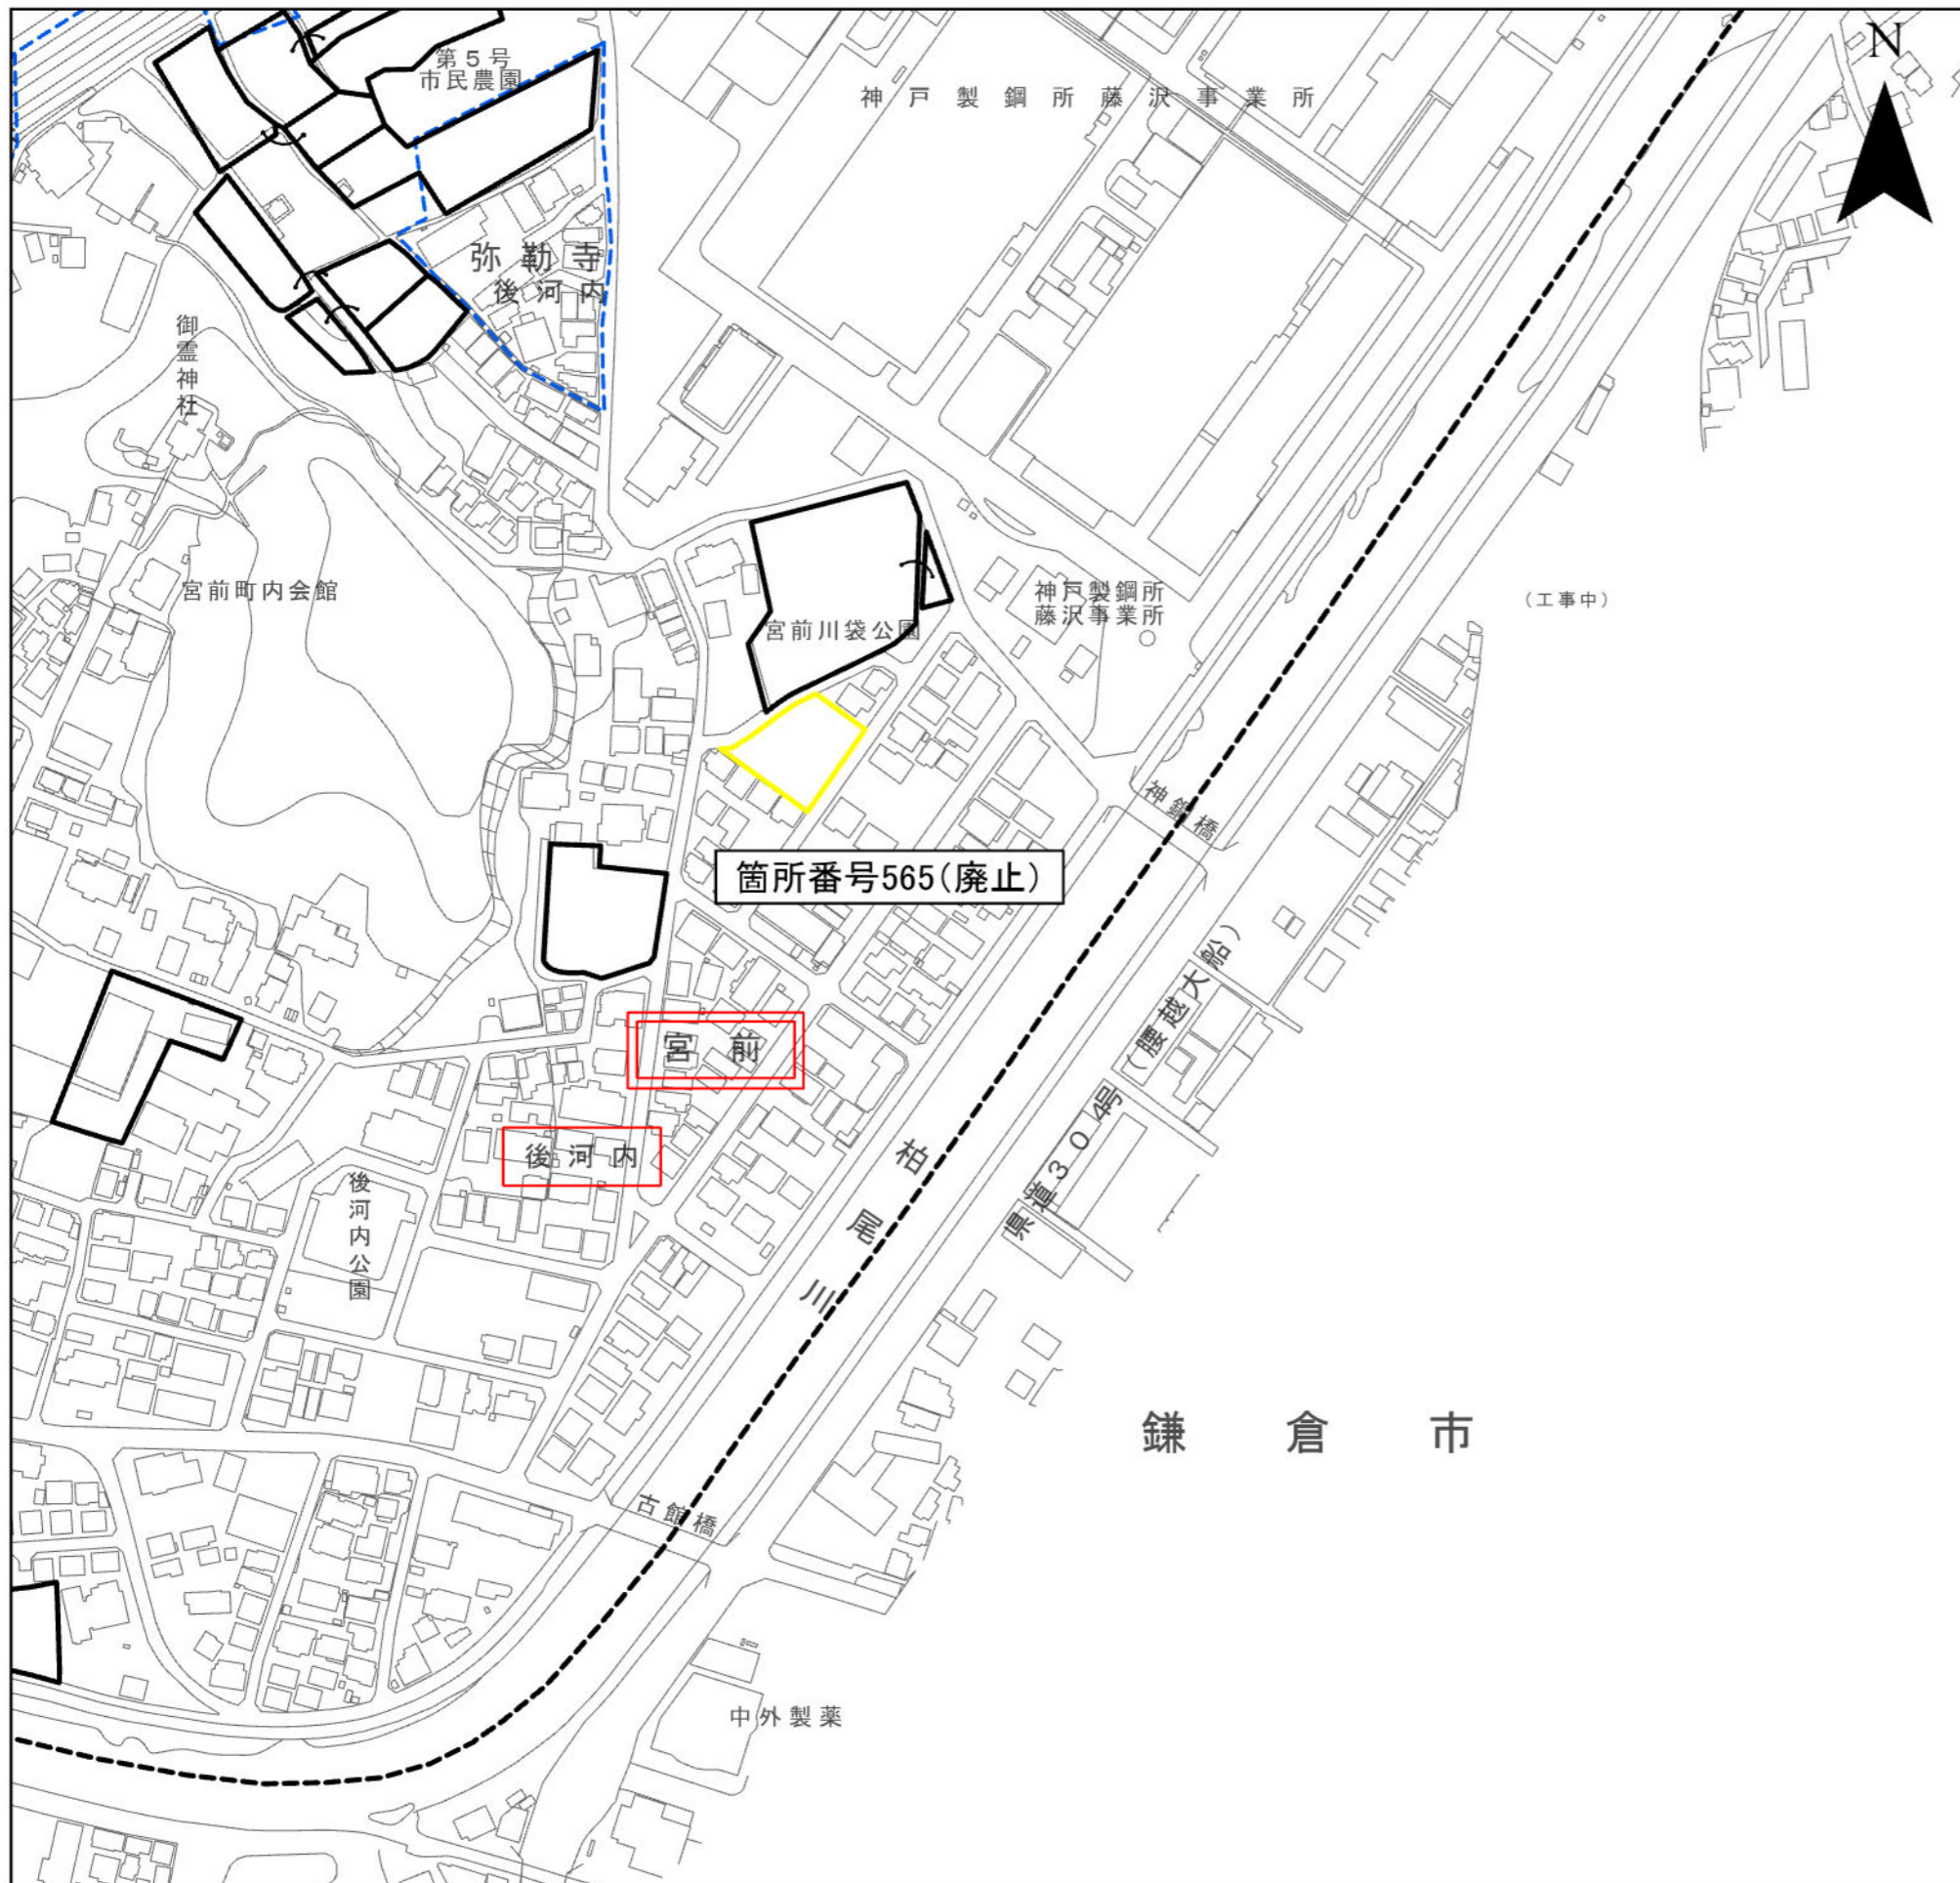 N
第5号
市民農園
神戸製鋼所藤沢事業所
弥勒寺
後河内
御霊神社
宮前町内会館
神戸製鋼所
藤沢事業所
(工事中)
宮前川袋公園
神鋼橋
箇所番号565(廃止)
県道304号(腰越大船)
宮前
後河内
後河内公園
柏尾川
鎌倉市
古館橋
中外製薬